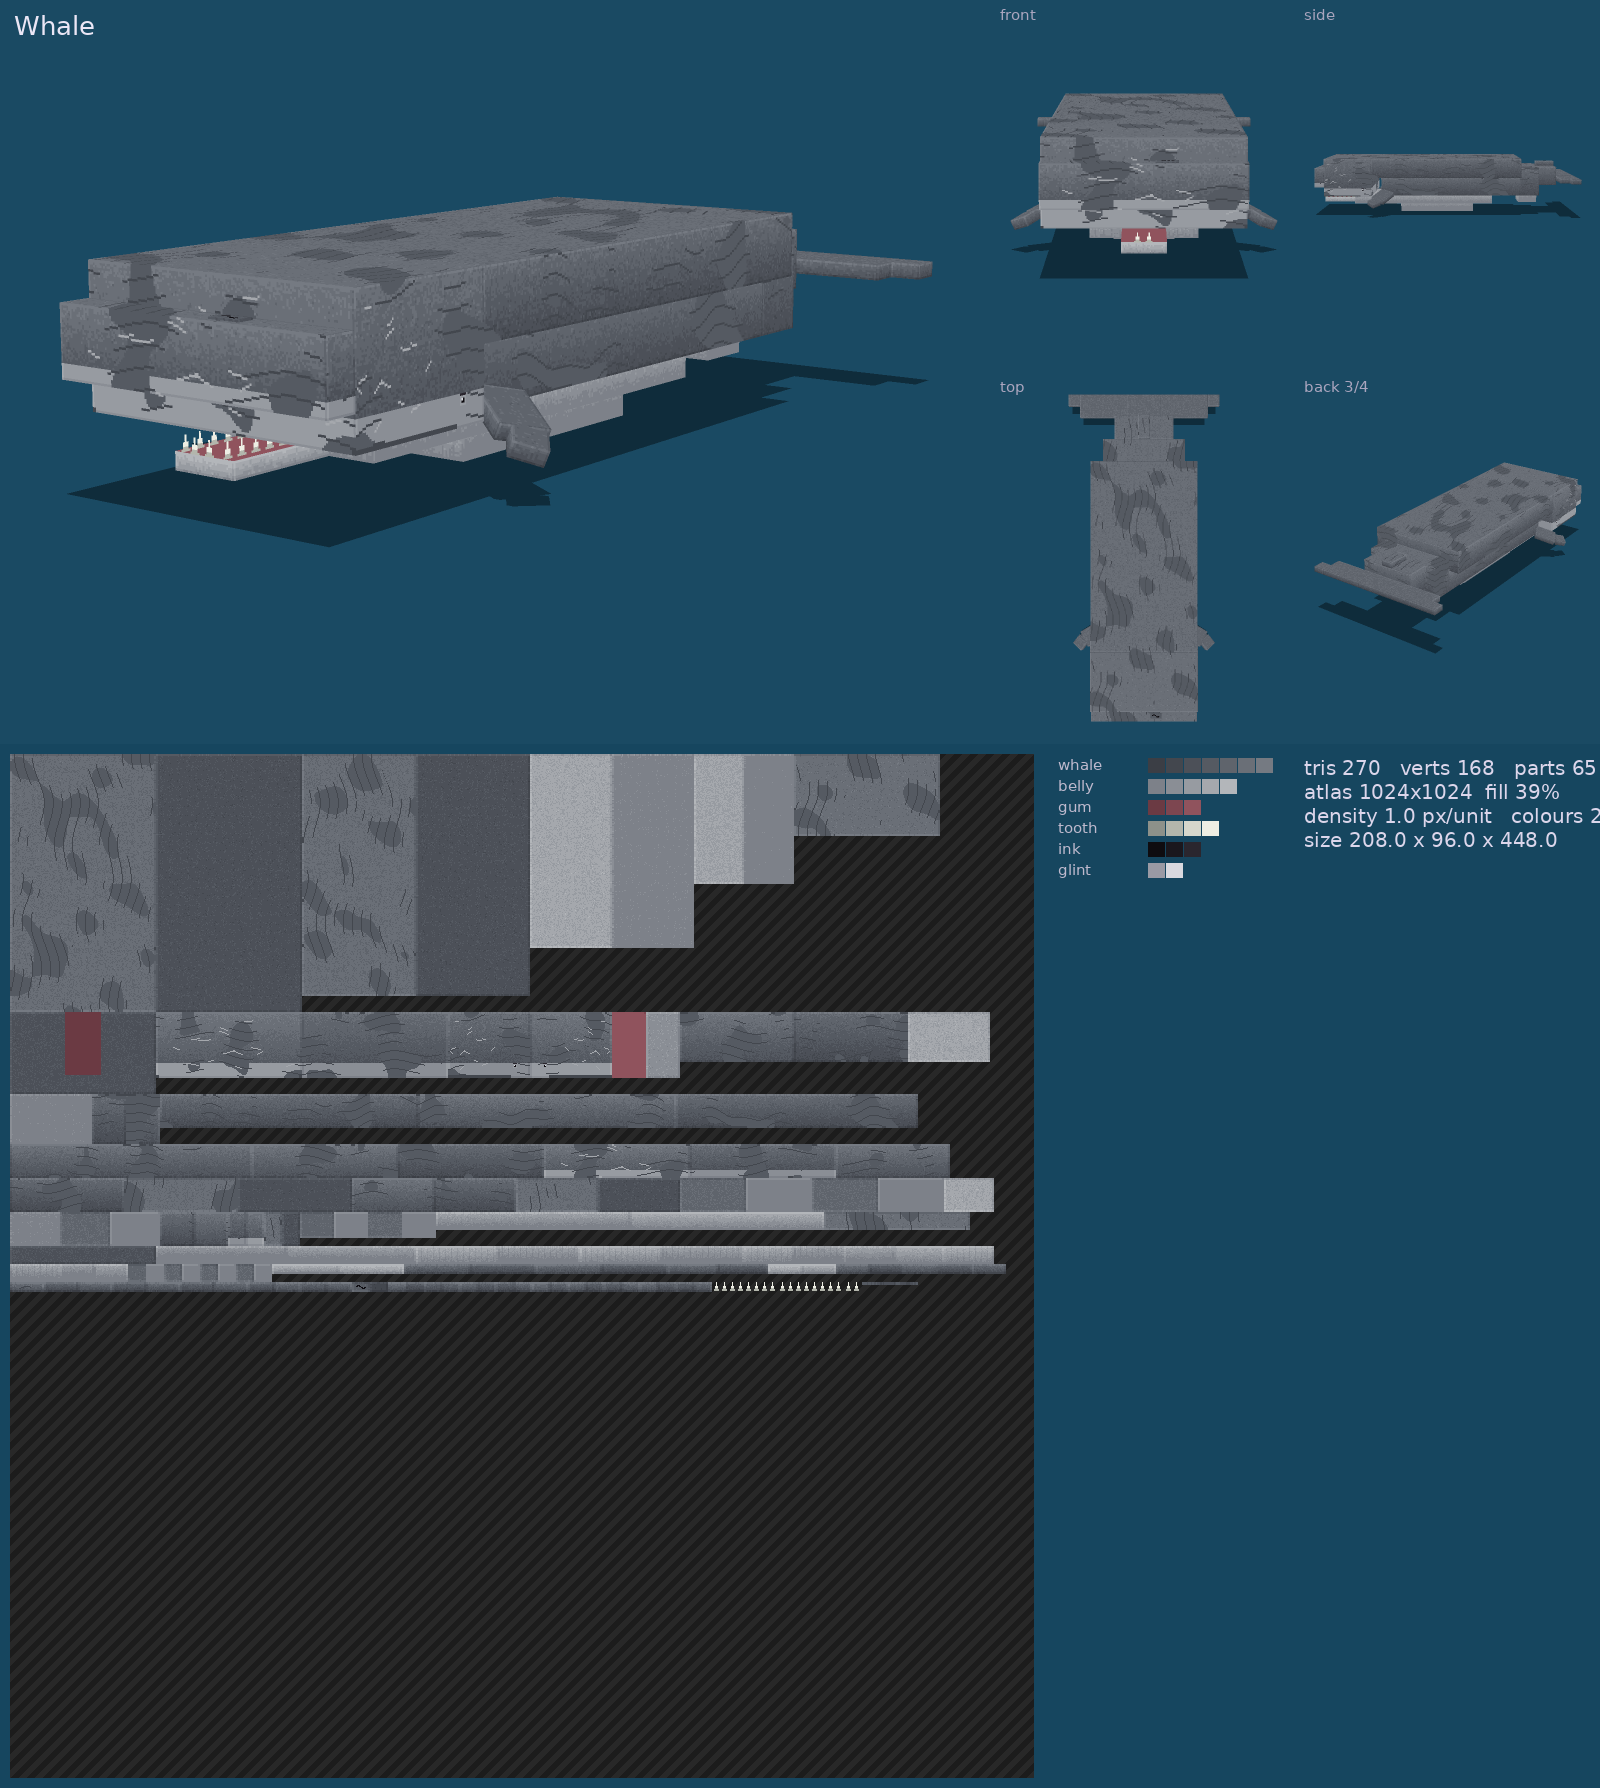 Whale
front
side
top
back 3/4
whale
belly
gum
tooth
ink
glint
tris 270 verts 168 parts 65
atlas 1024x1024 fill 39%
density 1.0 px/unit colours 2
size 208.0 x 96.0 x 448.0